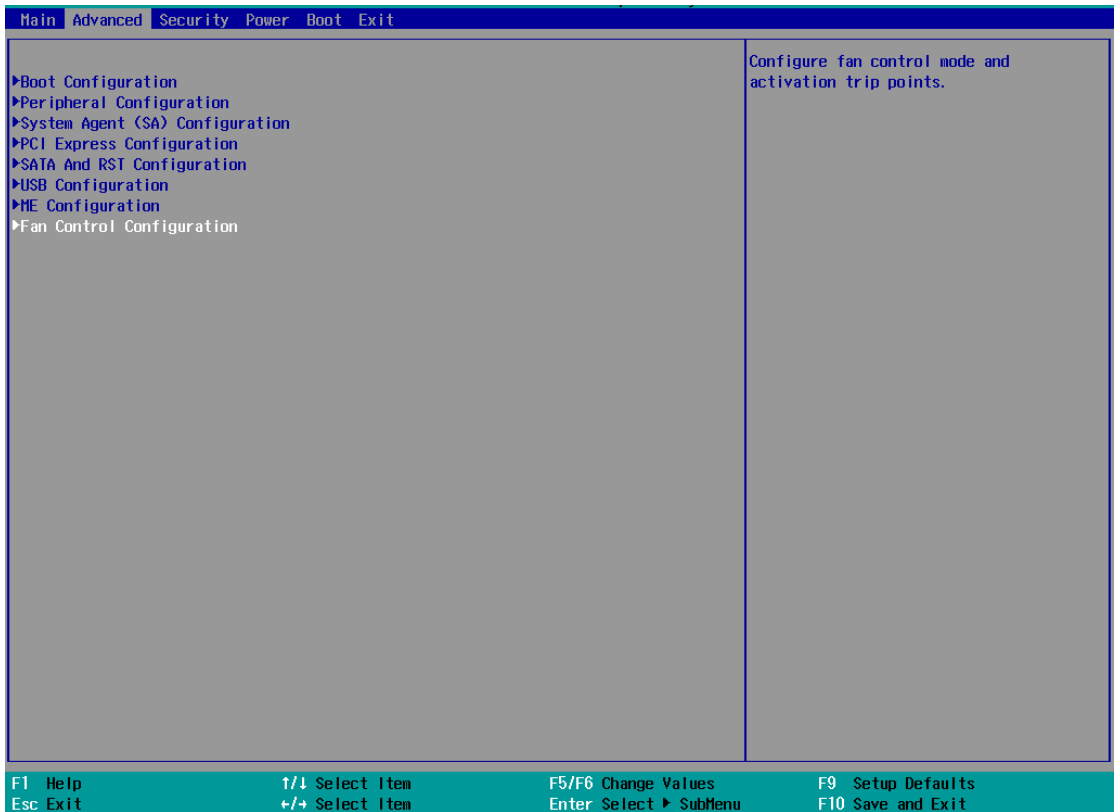 Main Advanced Security Power Boot Exit
▶Boot Configuration
▶Peripheral Configuration
▶System Agent (SA) Configuration
▶PCI Express Configuration
▶SATA And RST Configuration
▶USB Configuration
▶ME Configuration
▶Fan Control Configuration
Configure fan control mode and
activation trip points.
F1 Help ↑/↓ Select Item F5/F6 Change Values F9 Setup Defaults
Esc Exit ←/→ Select Item Enter Select ▶ SubMenu F10 Save and Exit